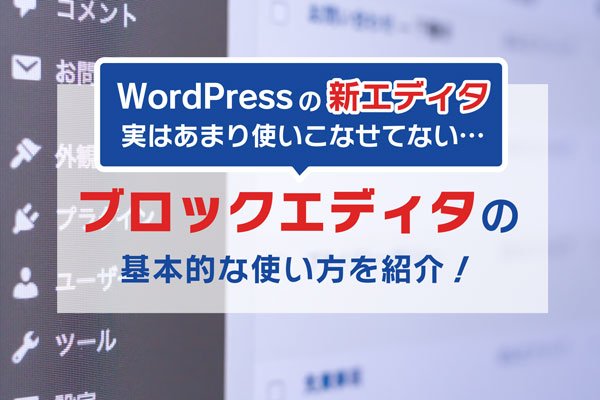 コメント
WordPressの新エディタ
実はあまり使いこなせてない…
外観
プラグイン
ブロックエディタの
ユーザー
基本的な使い方を紹介！
ツール
設定